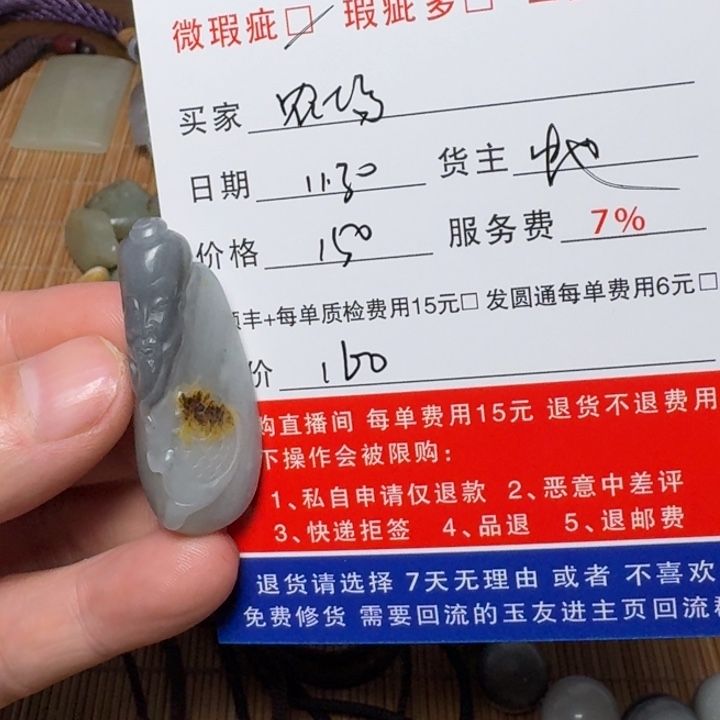 微瑕疵□ 瑕疵多□
买家
日期 11.30 货主
价格 150 服务费 7%
丰+每单质检费用15元□ 发圆通每单费用6元□
价 160
购直播间 每单费用15元 退货不退费用
下操作会被限购：
1、私自申请仅退款 2、恶意中差评
3、快递拒签 4、品退 5、退邮费
退货请选择 7天无理由 或者 不喜欢
免费修货 需要回流的玉友进主页回流